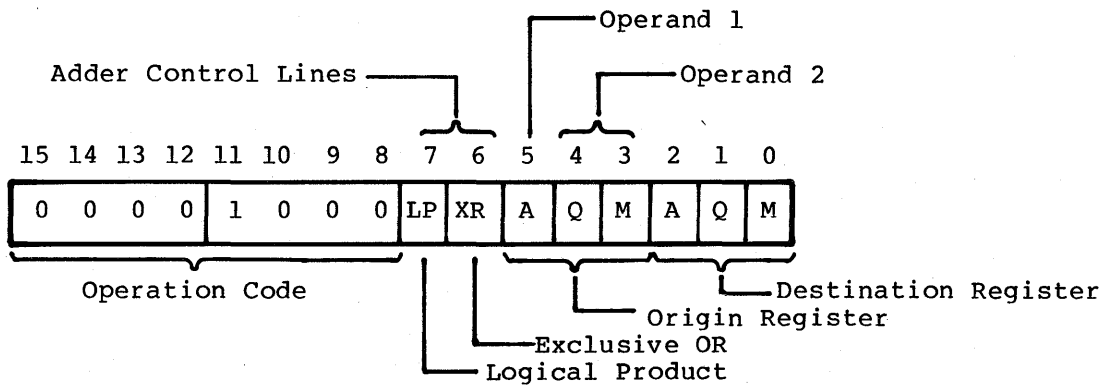 Operand 1
Adder Control Lines
Operand 2
15 14 13 12 11 10 9 8 7 6 5 4 3 2 1 0
0 0 0 0 1 0 0 0 LP XR A Q M A Q M
Operation Code
Destination Register
Origin Register
Exclusive OR
Logical Product